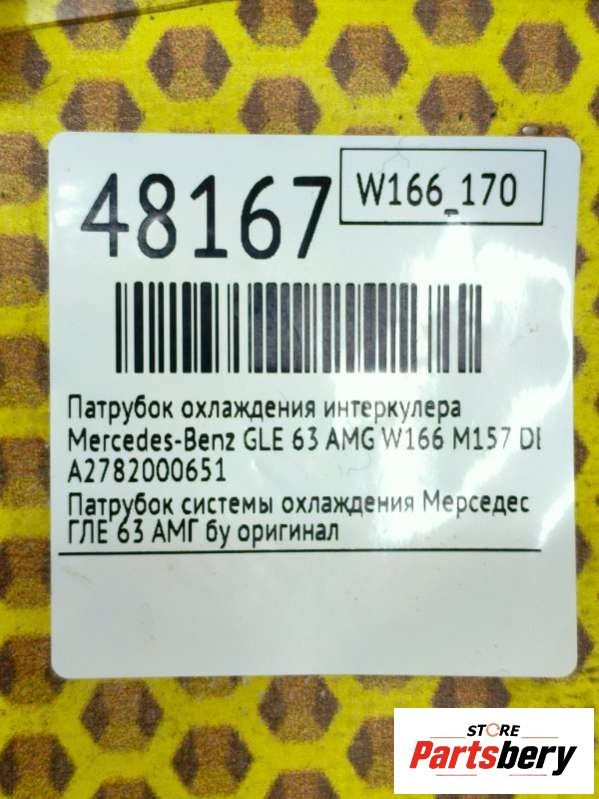 48167
W166_170
Патрубок охлаждения интеркулера
Mercedes-Benz GLE 63 AMG W166 M157
A2782000651
Патрубок системы охлаждения Мерседес
ГЛЕ 63 АМГ бу оригинал
STORE
Partsbery